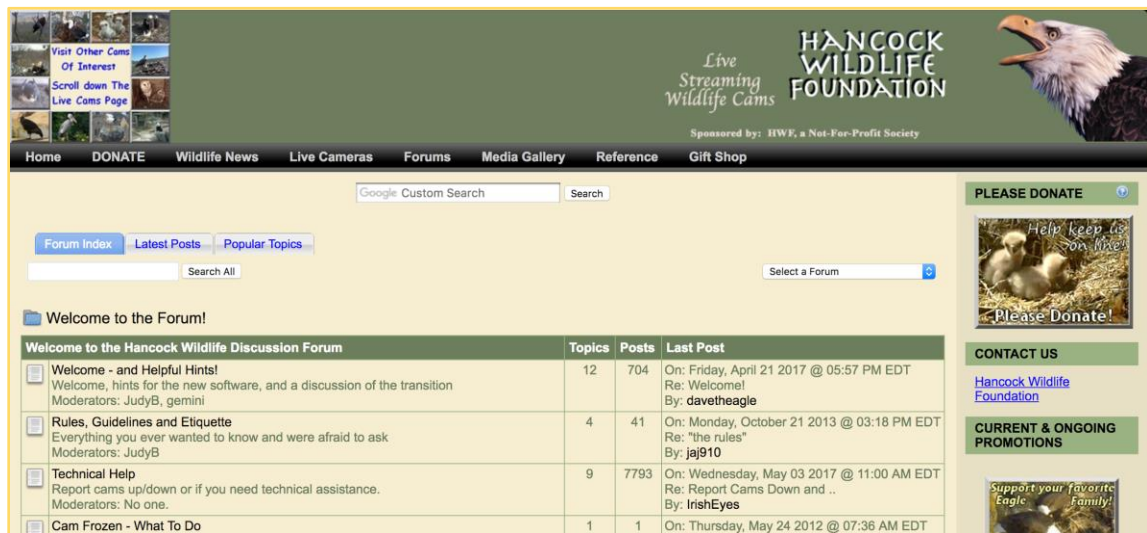 Visit Other Cams
Of Interest
Scroll down The
Live Cams Page
Live
Streaming
Wildlife Cams
HANCOCK
WILDLIFE
FOUNDATION
Sponsored by: HWF, a Not-For-Profit Society
Home DONATE Wildlife News Live Cameras Forums Media Gallery Reference Gift Shop
Google Custom Search Search
Forum Index Latest Posts Popular Topics
Search All Select a Forum
Welcome to the Forum!
Welcome to the Hancock Wildlife Discussion Forum Topics Posts Last Post
Welcome - and Helpful Hints! 12 704 On: Friday, April 21 2017 @ 05:57 PM EDT
Welcome, hints for the new software, and a discussion of the transition Re: Welcome!
Moderators: JudyB, gemini By: davetheagle
Rules, Guidelines and Etiquette 4 41 On: Monday, October 21 2013 @ 03:18 PM EDT
Everything you ever wanted to know and were afraid to ask Re: "the rules"
Moderators: JudyB By: jaj910
Technical Help 9 7793 On: Wednesday, May 03 2017 @ 11:00 AM EDT
Report cams up/down or if you need technical assistance. Re: Report Cams Down and ..
Moderators: No one. By: IrishEyes
Cam Frozen - What To Do 1 1 On: Thursday, May 24 2012 @ 07:36 AM EDT
PLEASE DONATE
Help keep us
on line!
Please Donate!
CONTACT US
Hancock Wildlife
Foundation
CURRENT & ONGOING
PROMOTIONS
Support your favorite
Eagle Family!